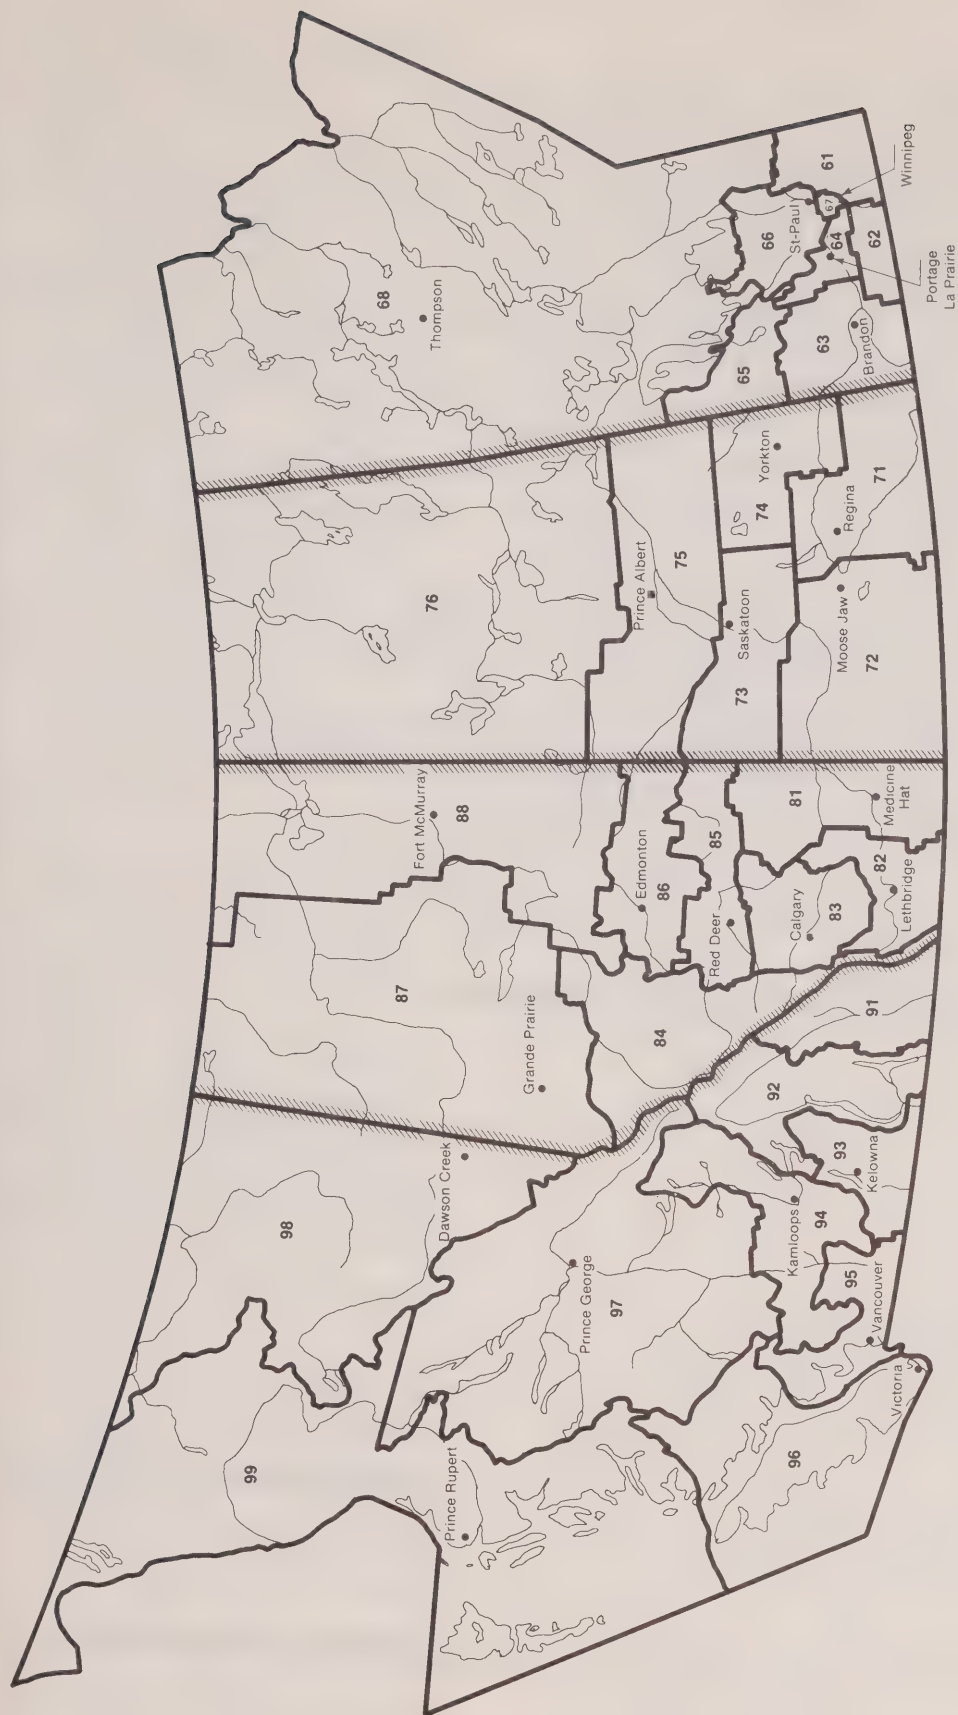 99
98
97
96
95
94
93
92
91
Prince Rupert
Dawson Creek
Prince George
Kamloops
Kelowna
Vancouver
Victoria
87
88
84
86
85
81
83
82
Grande Prairie
Fort McMurray
Edmonton
Red Deer
Calgary
Medicine
Hat
Lethbridge
76
75
73
74
72
71
Prince Albert
Saskatoon
Yorkton
Moose Jaw
Regina
68
Thompson
66
65
63
64
67
61
62
St-Paul
Brandon
Portage
La Prairie
Winnipeg